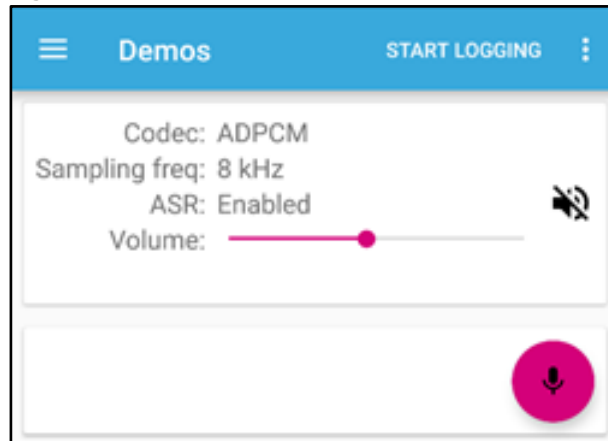 Demos START LOGGING
Codec: ADPCM
Sampling freq: 8 kHz
ASR: Enabled
Volume: